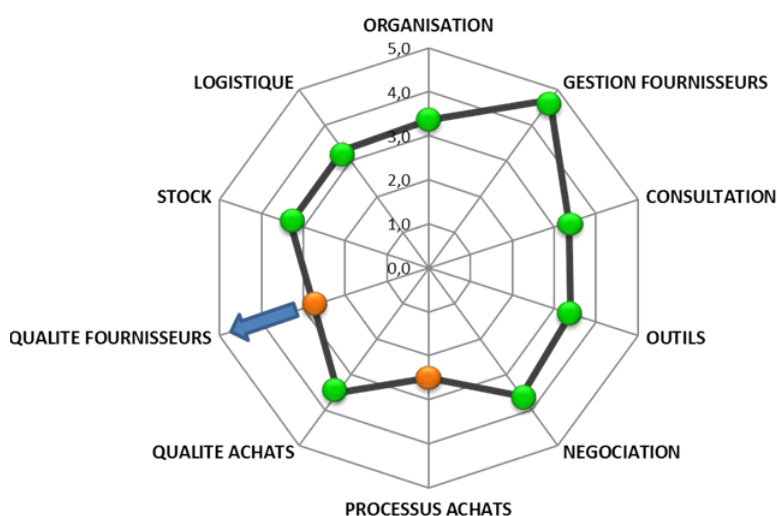 ORGANISATION
5,0
LOGISTIQUE
GESTION FOURNISSEURS
4,0
3,0
STOCK
2,0
CONSULTATION
1,0
0,0
QUALITE FOURNISSEURS
OUTILS
QUALITE ACHATS
NEGOCIATION
PROCESSUS ACHATS